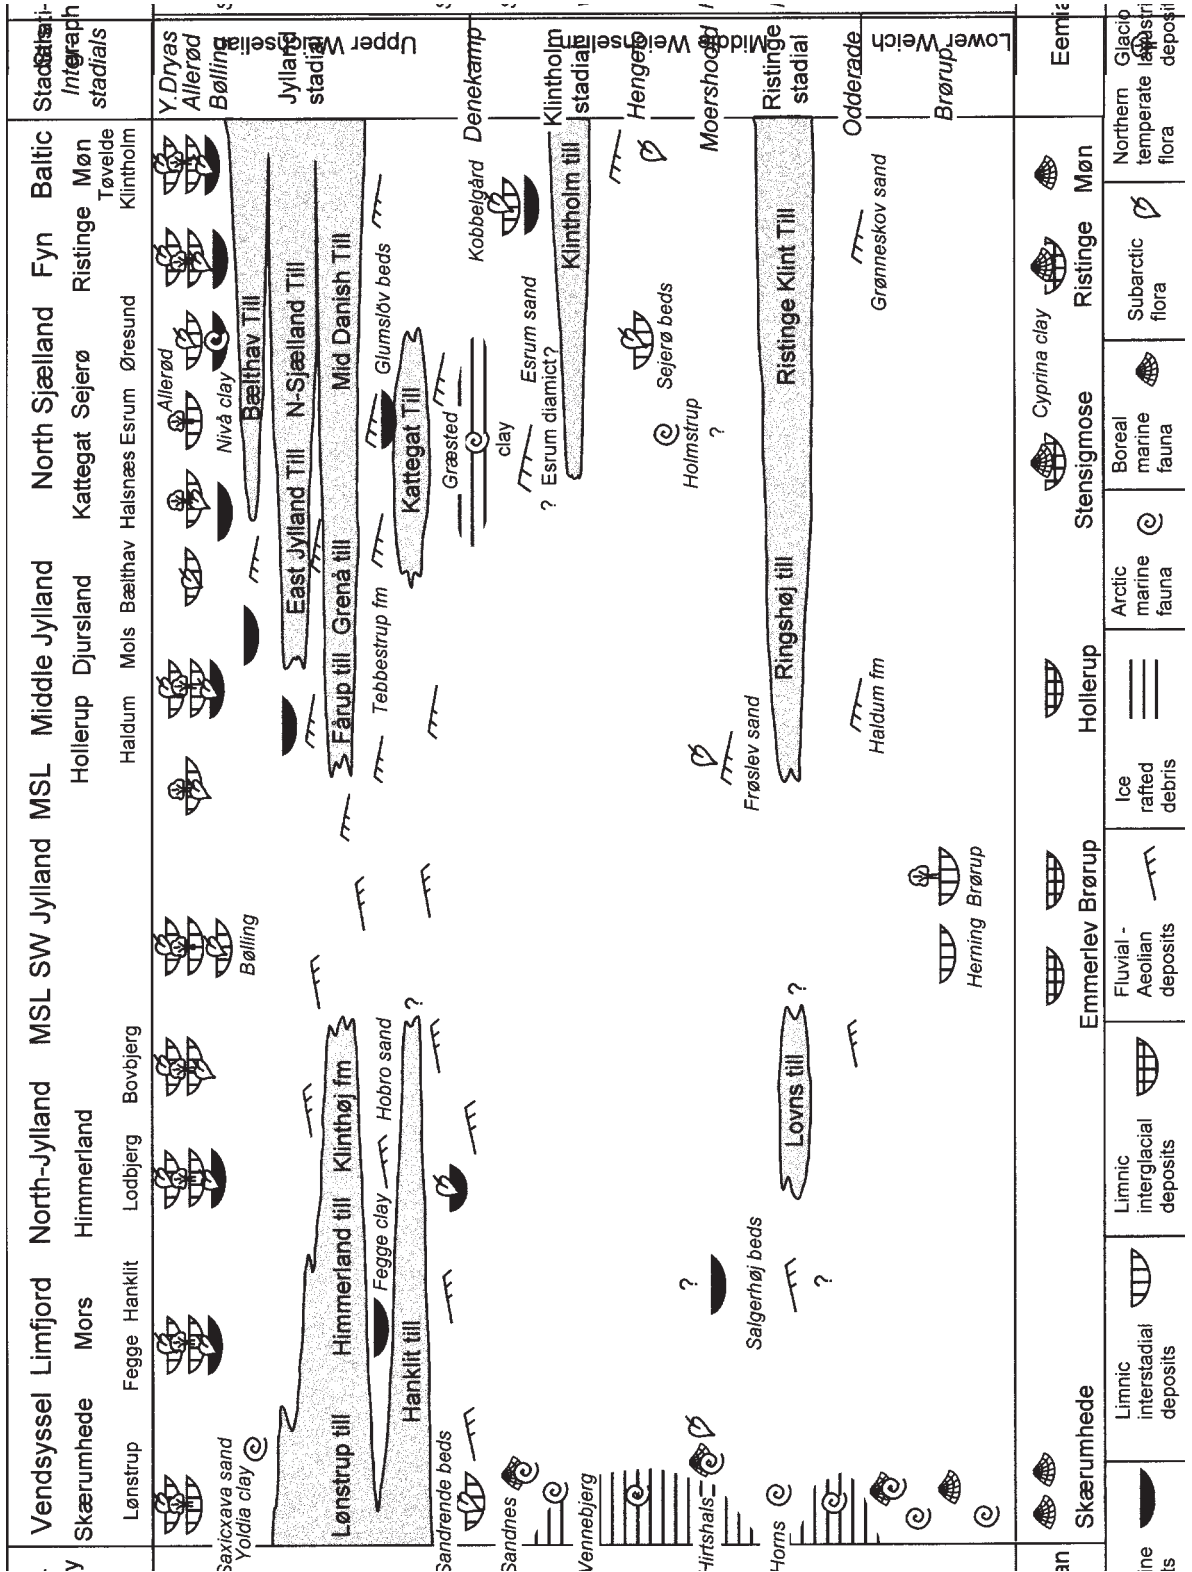 Vendsyssel Limfjord North-Jylland MSL SW Jylland MSL Middle Jylland North Sjælland Fyn Baltic
Skærumhede Mors Himmerland Hollerup Djursland Kattegat Sejerø Ristinge Møn
Tøvelde
Lønstrup Fegge Hanklit Lodbjerg Bovbjerg Haldum Mols Bælthav Halsnæs Esrum Øresund Klintholm
Stadials
Inter-
stadials
Y. Dryas
Allerød
Bølling
Jylland
stadial
Denekamp
Klintholm
stadial
Hengelo
Moershoofd
Ristinge
stadial
Odderade
Brørup
Upper Weichselian
Middle Weichselian
Lower Weich
Eemia
Saxicxava sand
Yoldia clay
Bølling
Allerød
Nivå clay
Bælthav Till
East Jylland Till N-Sjælland Till
Lønstrup till Himmerland till Klinthøj fm Fårup till Grenå till Mid Danish Till
Fegge clay Hobro sand Tebbestrup fm Glumslöv beds
Hanklit till ? Kattegat Till
Sandrende beds Græsted
clay
Kobbelgård
Sandnes
Esrum sand
? Esrum diamict?
Klintholm till
Vennebjerg
Sejerø beds
Holmstrup
?
?
Hirtshals
Salgerhøj beds
Frøslev sand
Horns
Lovns till ? Ringshøj till Ristinge Klint Till
?
Haldum fm Grønneskov sand
Herning Brørup
Cyprina clay
Skærumhede Emmerlev Brørup Hollerup Stensigmose Ristinge Møn
Limnic
interstadial
deposits
Limnic
interglacial
deposits
Fluvial -
Aeolian
deposits
Ice
rafted
debris
Arctic
marine
fauna
Boreal
marine
fauna
Subarctic
flora
Northern
temperate
flora
Glacio